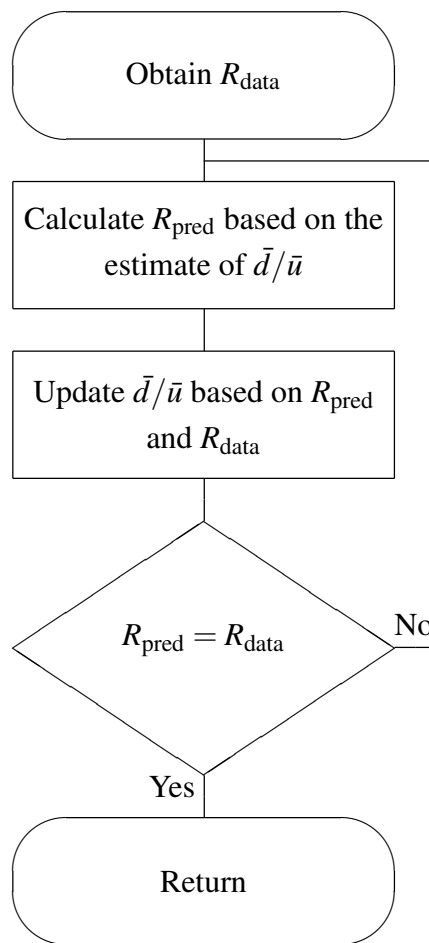 Obtain R_data
Calculate R_pred based on the
estimate of d̄/ū
Update d̄/ū based on R_pred
and R_data
R_pred = R_data
No
Yes
Return